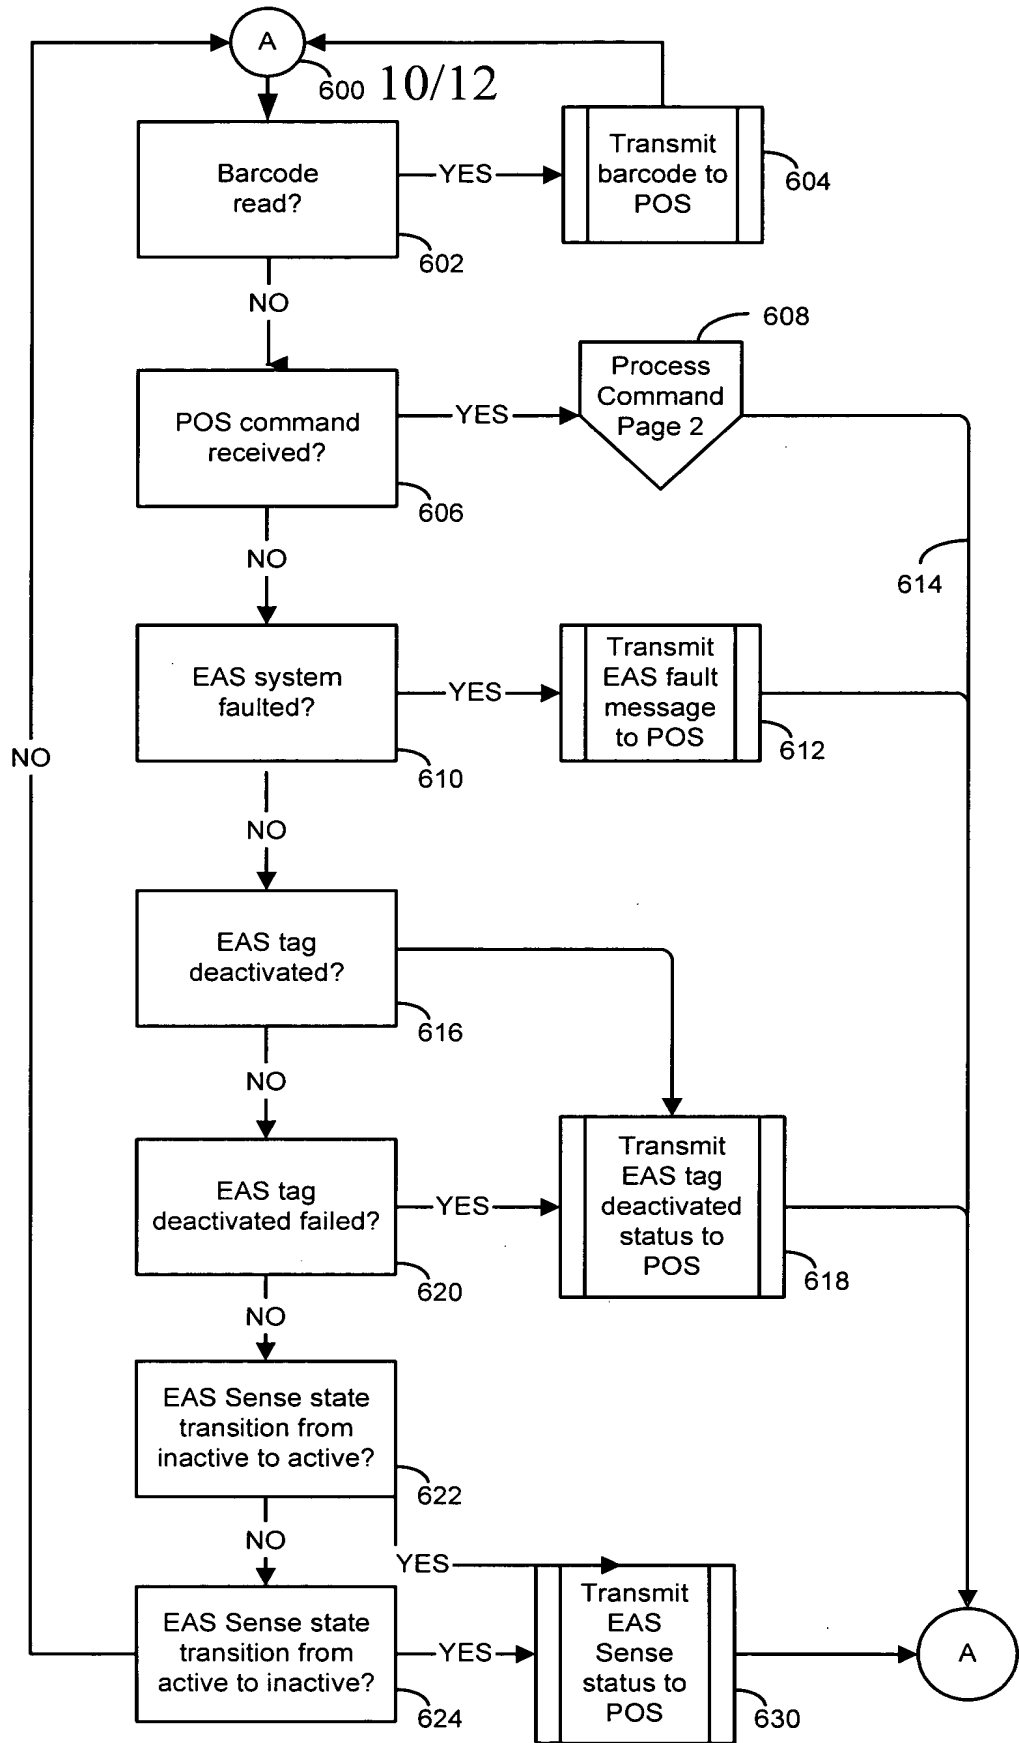 A
600 10/12
Barcode
read?
602
YES
Transmit
barcode to
POS
604
NO
608
Process
Command
Page 2
POS command
received?
606
YES
NO
614
EAS system
faulted?
610
YES
Transmit
EAS fault
message
to POS
612
NO
NO
EAS tag
deactivated?
616
NO
EAS tag
deactivated failed?
620
YES
Transmit
EAS tag
deactivated
status to
POS
618
NO
EAS Sense state
transition from
inactive to active?
622
NO
YES
EAS Sense state
transition from
active to inactive?
624
YES
Transmit
EAS
Sense
status to
POS
630
A